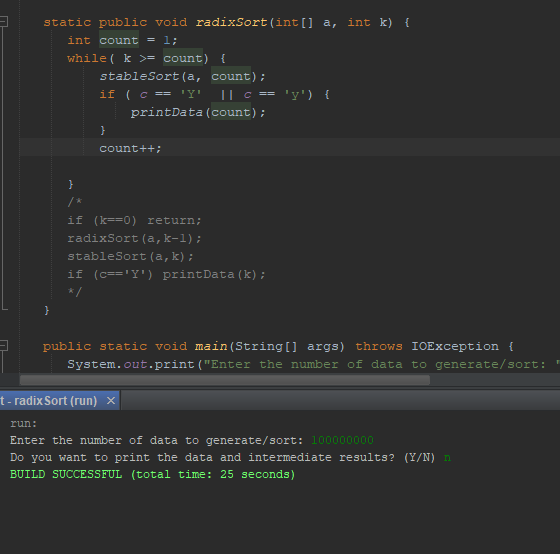 static public void radixSort(int[] a, int k) {
int count = 1;
while( k >= count) {
stableSort(a, count);
if ( c == 'Y' || c == 'y') {
printData(count);
}
count++;
}
/*
if (k==0) return;
radixSort(a,k-1);
stableSort(a,k);
if (c=='Y') printData(k);
*/
}
public static void main(String[] args) throws IOException {
System.out.print("Enter the number of data to generate/sort: "
t - radixSort (run) ×
run:
Enter the number of data to generate/sort: 100000000
Do you want to print the data and intermediate results? (Y/N) n
BUILD SUCCESSFUL (total time: 25 seconds)